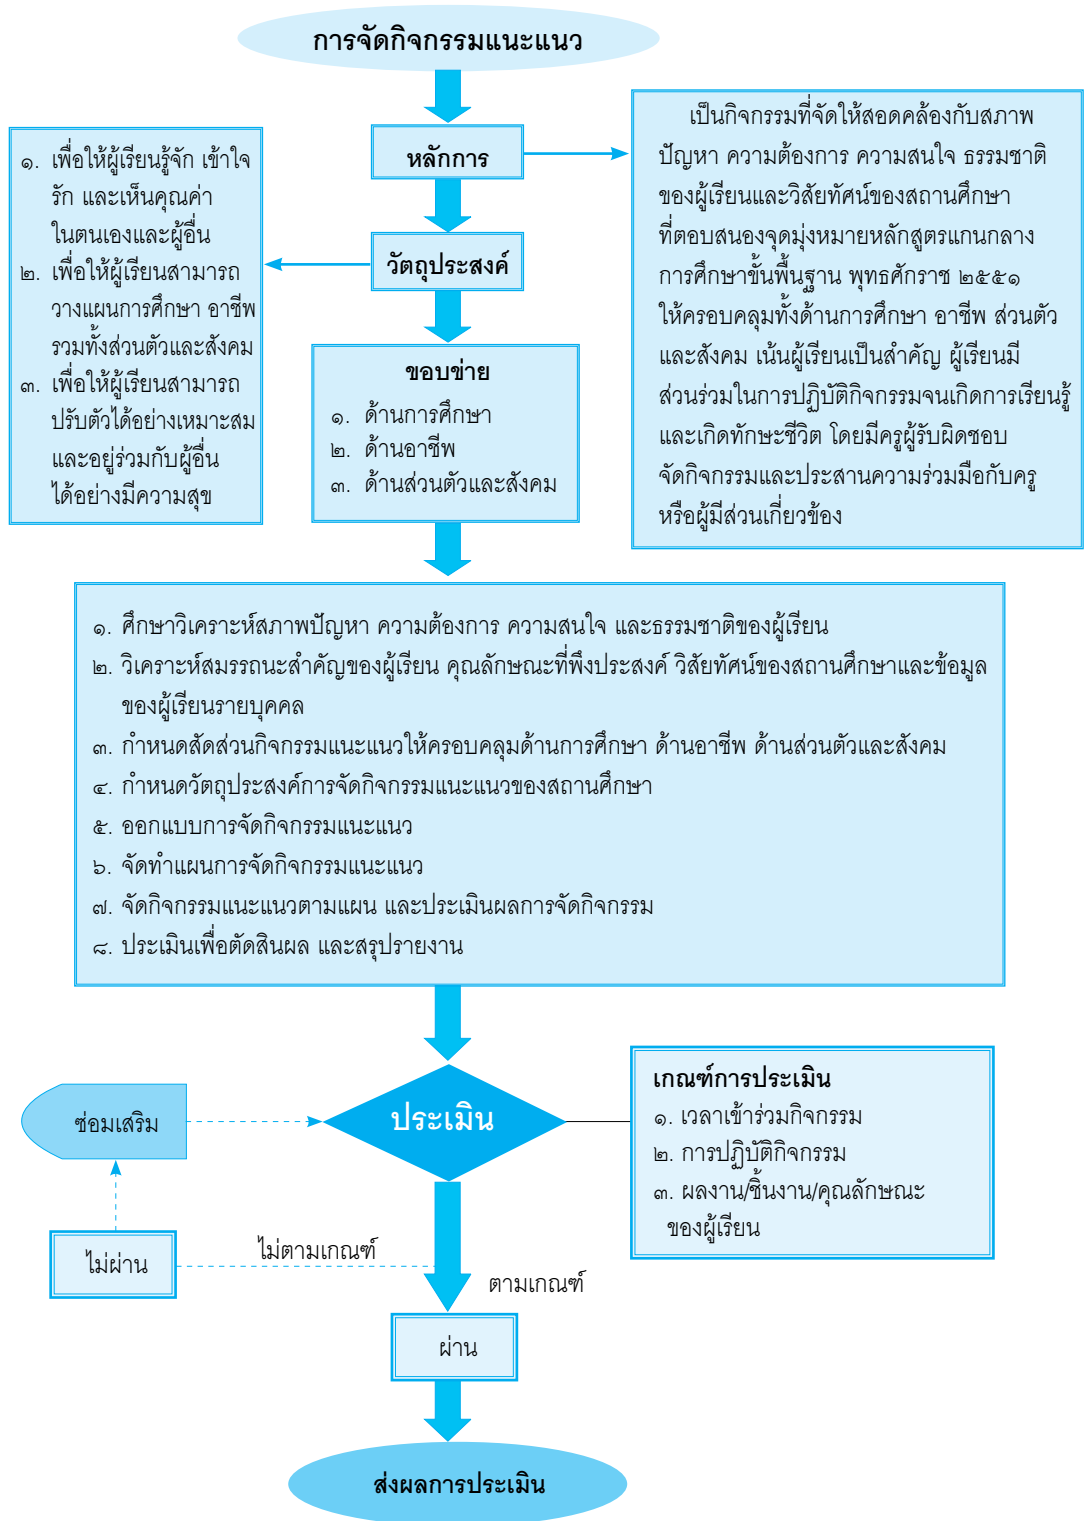 การจัดกิจกรรมแนะแนว
หลักการ
เป็นกิจกรรมที่จัดให้สอดคล้องกับสภาพ
ปัญหา ความต้องการ ความสนใจ ธรรมชาติ
ของผู้เรียนและวิสัยทัศน์ของสถานศึกษา
ที่ตอบสนองจุดมุ่งหมายหลักสูตรแกนกลาง
การศึกษาขั้นพื้นฐาน พุทธศักราช ๒๕๕๑
ให้ครอบคลุมทั้งด้านการศึกษา อาชีพ ส่วนตัว
และสังคม เน้นผู้เรียนเป็นสำคัญ ผู้เรียนมี
ส่วนร่วมในการปฏิบัติกิจกรรมจนเกิดการเรียนรู้
และเกิดทักษะชีวิต โดยมีครูผู้รับผิดชอบ
จัดกิจกรรมและประสานความร่วมมือกับครู
หรือผู้มีส่วนเกี่ยวข้อง
วัตถุประสงค์
๑. เพื่อให้ผู้เรียนรู้จัก เข้าใจ
รัก และเห็นคุณค่า
ในตนเองและผู้อื่น
๒. เพื่อให้ผู้เรียนสามารถ
วางแผนการศึกษา อาชีพ
รวมทั้งส่วนตัวและสังคม
๓. เพื่อให้ผู้เรียนสามารถ
ปรับตัวได้อย่างเหมาะสม
และอยู่ร่วมกับผู้อื่น
ได้อย่างมีความสุข
ขอบข่าย
๑. ด้านการศึกษา
๒. ด้านอาชีพ
๓. ด้านส่วนตัวและสังคม
๑. ศึกษาวิเคราะห์สภาพปัญหา ความต้องการ ความสนใจ และธรรมชาติของผู้เรียน
๒. วิเคราะห์สมรรถนะสำคัญของผู้เรียน คุณลักษณะที่พึงประสงค์ วิสัยทัศน์ของสถานศึกษาและข้อมูล
ของผู้เรียนรายบุคคล
๓. กำหนดสัดส่วนกิจกรรมแนะแนวให้ครอบคลุมด้านการศึกษา ด้านอาชีพ ด้านส่วนตัวและสังคม
๔. กำหนดวัตถุประสงค์การจัดกิจกรรมแนะแนวของสถานศึกษา
๕. ออกแบบการจัดกิจกรรมแนะแนว
๖. จัดทำแผนการจัดกิจกรรมแนะแนว
๗. จัดกิจกรรมแนะแนวตามแผน และประเมินผลการจัดกิจกรรม
๘. ประเมินเพื่อตัดสินผล และสรุปรายงาน
ประเมิน
เกณฑ์การประเมิน
๑. เวลาเข้าร่วมกิจกรรม
๒. การปฏิบัติกิจกรรม
๓. ผลงาน/ชิ้นงาน/คุณลักษณะ
ของผู้เรียน
ซ่อมเสริม
ไม่ผ่าน
ไม่ตามเกณฑ์
ตามเกณฑ์
ผ่าน
ส่งผลการประเมิน